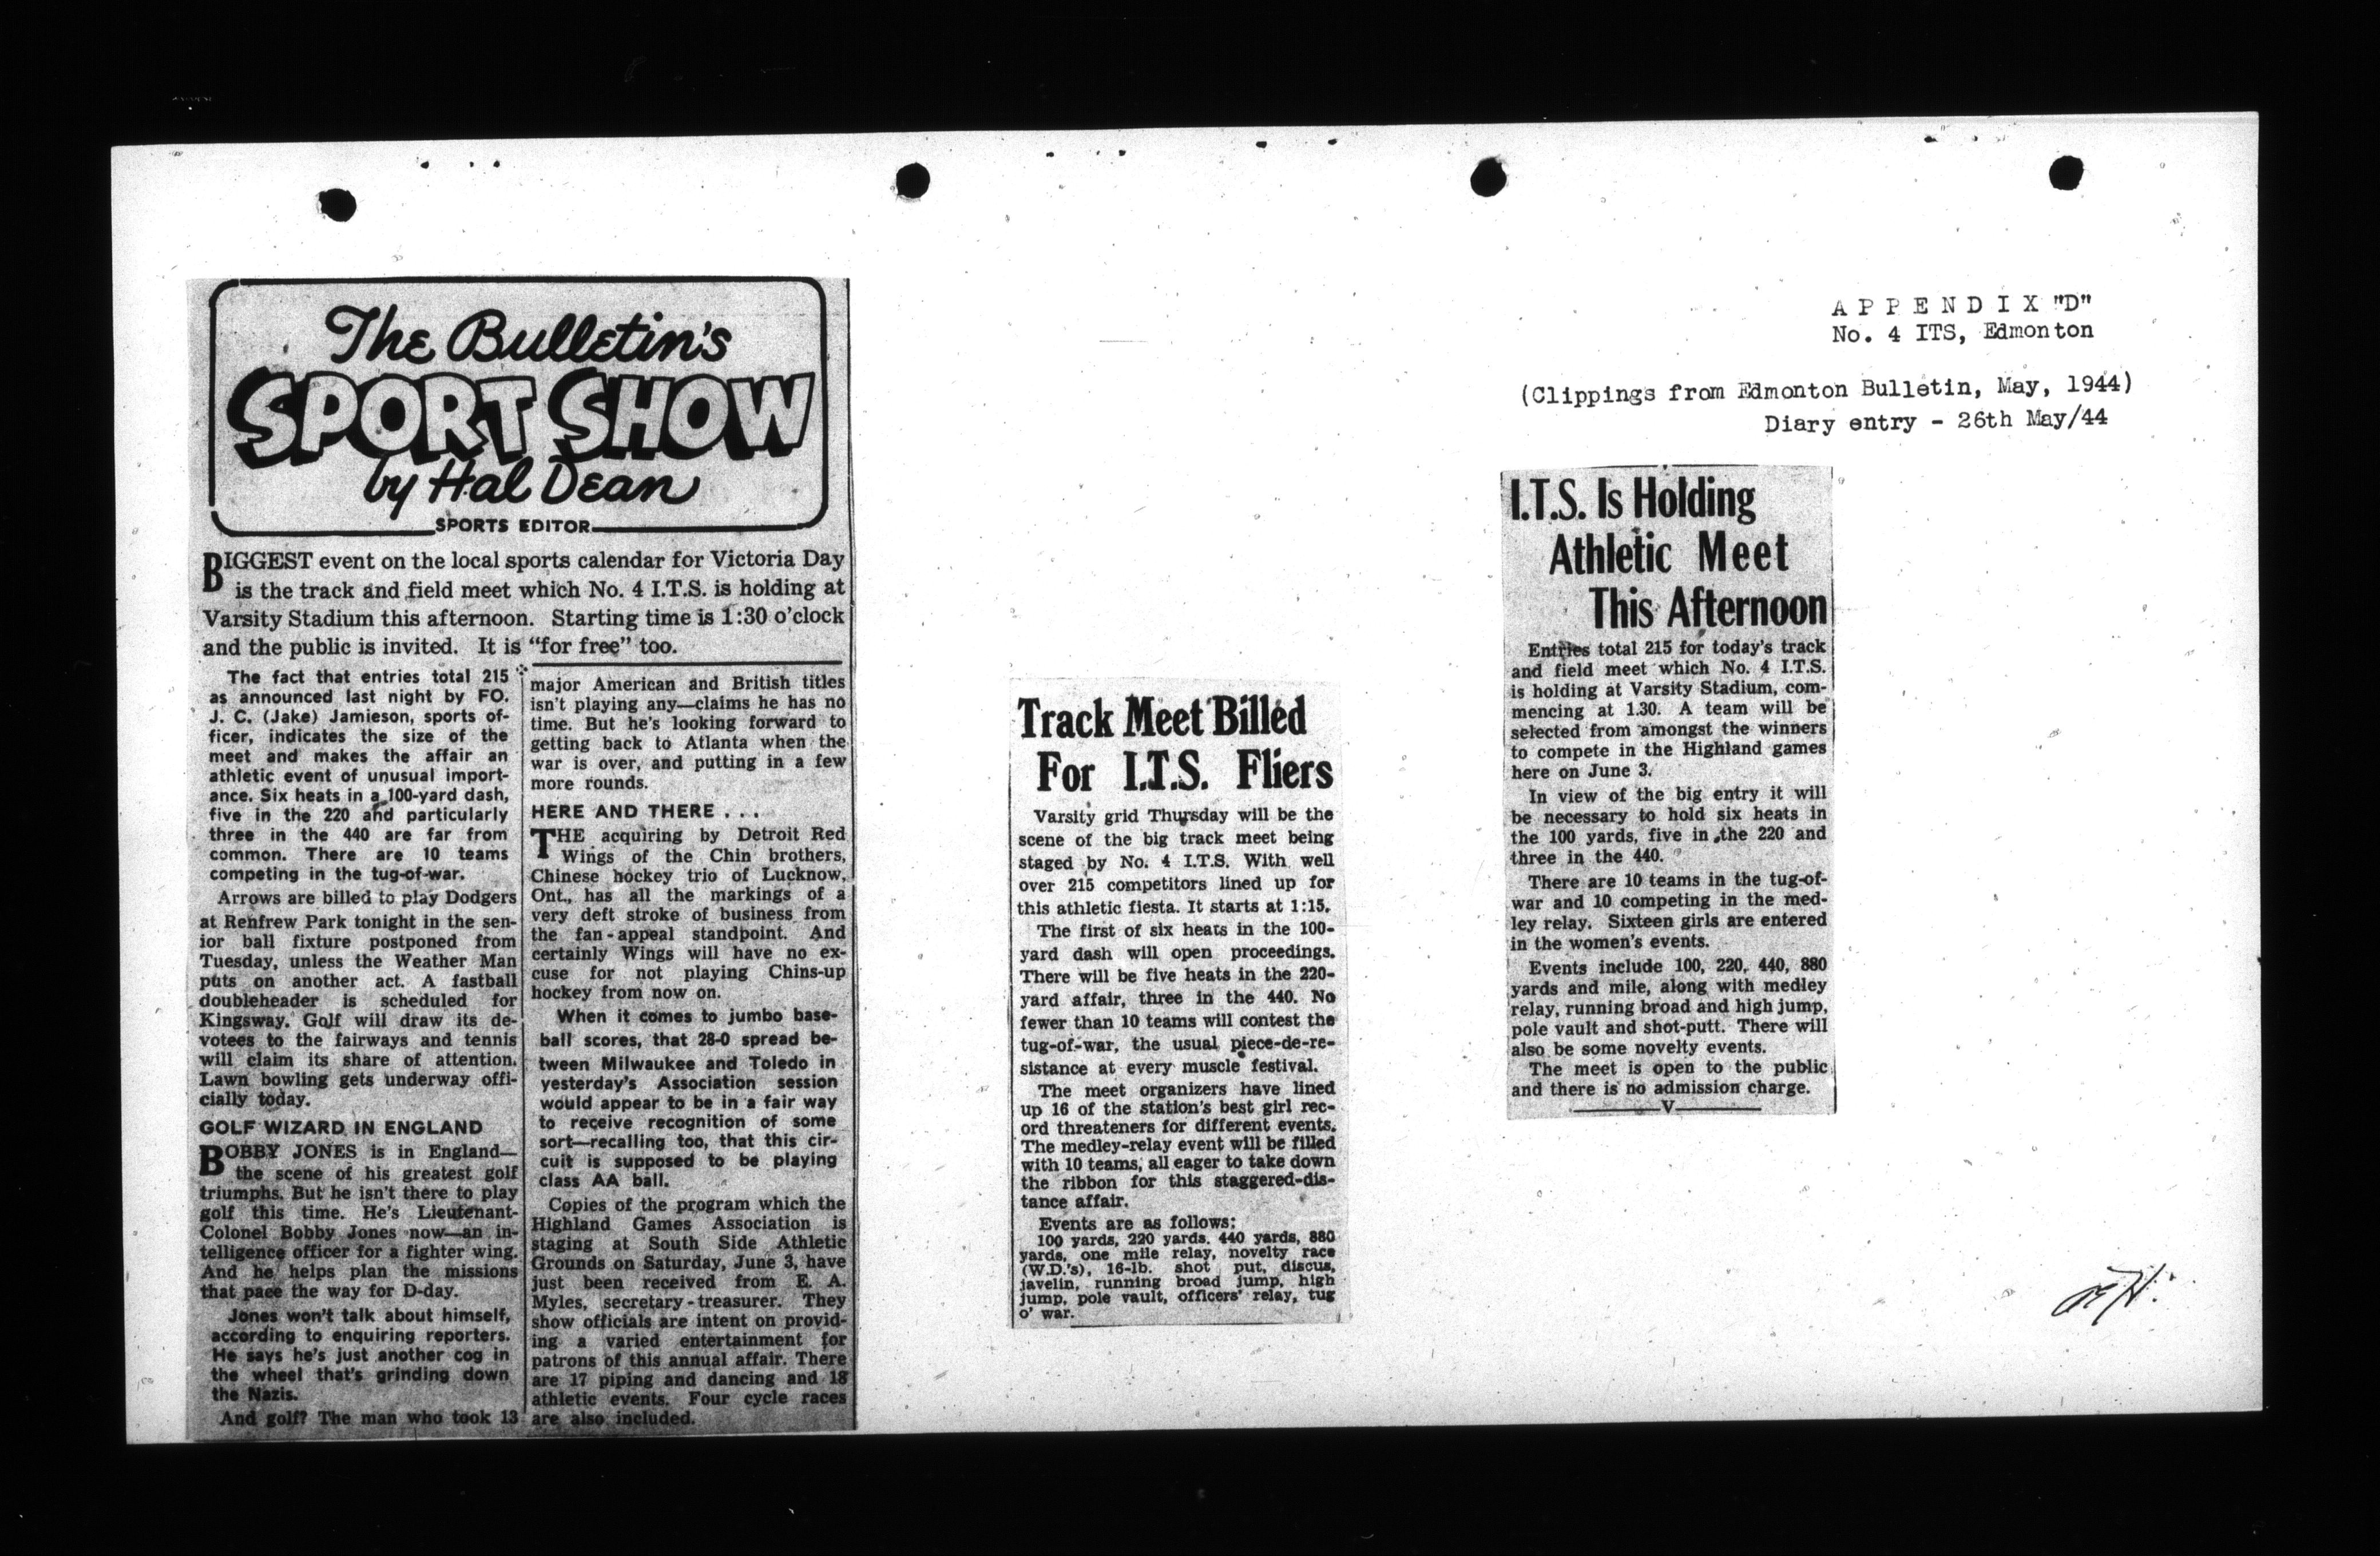 The Bulletin's
SPORT SHOW
by Hal Dean
SPORTS EDITOR
BIGGEST event on the local sports calendar for Victoria Day
is the track and field meet which No. 4 I.T.S. is holding at
Varsity Stadium this afternoon. Starting time is 1:30 o'clock
and the public is invited. It is "for free" too.
The fact that entries total 215
as announced last night by FO.
J. C. (Jake) Jamieson, sports of-
ficer, indicates the size of the
meet and makes the affair an
athletic event of unusual import-
ance. Six heats in a 100-yard dash,
five in the 220 and particularly
three in the 440 are far from
common. There are 10 teams
competing in the tug-of-war.
Arrows are billed to play Dodgers
at Renfrew Park tonight in the sen-
ior ball fixture postponed from
Tuesday, unless the Weather Man
puts on another act. A fastball
doubleheader is scheduled for
Kingsway. Golf will draw its de-
votees to the fairways and tennis
will claim its share of attention.
Lawn bowling gets underway offi-
cially today.
GOLF WIZARD IN ENGLAND
BOBBY JONES is in England—
the scene of his greatest golf
triumphs. But he isn't there to play
golf this time. He's Lieutenant-
Colonel Bobby Jones now—an in-
telligence officer for a fighter wing.
And he helps plan the missions
that pace the way for D-day.
Jones won't talk about himself,
according to enquiring reporters.
He says he's just another cog in
the wheel that's grinding down
the Nazis.
And golf? The man who took 13
major American and British titles
isn't playing any—claims he has no
time. But he's looking forward to
getting back to Atlanta when the
war is over, and putting in a few
more rounds.
HERE AND THERE . . .
THE acquiring by Detroit Red
Wings of the Chin brothers,
Chinese hockey trio of Lucknow,
Ont., has all the markings of a
very deft stroke of business from
the fan-appeal standpoint. And
certainly Wings will have no ex-
cuse for not playing Chins-up
hockey from now on.
When it comes to jumbo base-
ball scores, that 28-0 spread be-
tween Milwaukee and Toledo in
yesterday's Association session
would appear to be in a fair way
to receive recognition of some
sort—recalling too, that this cir-
cuit is supposed to be playing
class AA ball.
Copies of the program which the
Highland Games Association is
staging at South Side Athletic
Grounds on Saturday, June 3, have
just been received from E. A.
Myles, secretary-treasurer. They
show officials are intent on provid-
ing a varied entertainment for
patrons of this annual affair. There
are 17 piping and dancing and 18
athletic events. Four cycle races
are also included.
Track Meet Billed
For I.T.S. Fliers
Varsity grid Thursday will be the
scene of the big track meet being
staged by No. 4 I.T.S. With well
over 215 competitors lined up for
this athletic fiesta. It starts at 1:15.
The first of six heats in the 100-
yard dash will open proceedings.
There will be five heats in the 220-
yard affair, three in the 440. No
fewer than 10 teams will contest the
tug-of-war, the usual piece-de-re-
sistance at every muscle festival.
The meet organizers have lined
up 16 of the station's best girl rec-
ord threateners for different events.
The medley-relay event will be filled
with 10 teams, all eager to take down
the ribbon for this staggered-dis-
tance affair.
Events are as follows:
100 yards, 220 yards. 440 yards, 880
yards, one mile relay, novelty race
(W.D.'s), 16-lb. shot put, discus,
javelin, running broad jump, high
jump, pole vault, officers' relay, tug
o' war.
APPENDIX "D"
No. 4 ITS, Edmonton
(Clippings from Edmonton Bulletin, May, 1944)
Diary entry - 26th May/44
I.T.S. Is Holding
Athletic Meet
This Afternoon
Entries total 215 for today's track
and field meet which No. 4 I.T.S.
is holding at Varsity Stadium, com-
mencing at 1.30. A team will be
selected from amongst the winners
to compete in the Highland games
here on June 3.
In view of the big entry it will
be necessary to hold six heats in
the 100 yards, five in the 220 and
three in the 440.
There are 10 teams in the tug-of-
war and 10 competing in the med-
ley relay. Sixteen girls are entered
in the women's events.
Events include 100, 220, 440, 880
yards and mile, along with medley
relay, running broad and high jump,
pole vault and shot-putt. There will
also be some novelty events.
The meet is open to the public
and there is no admission charge.
V